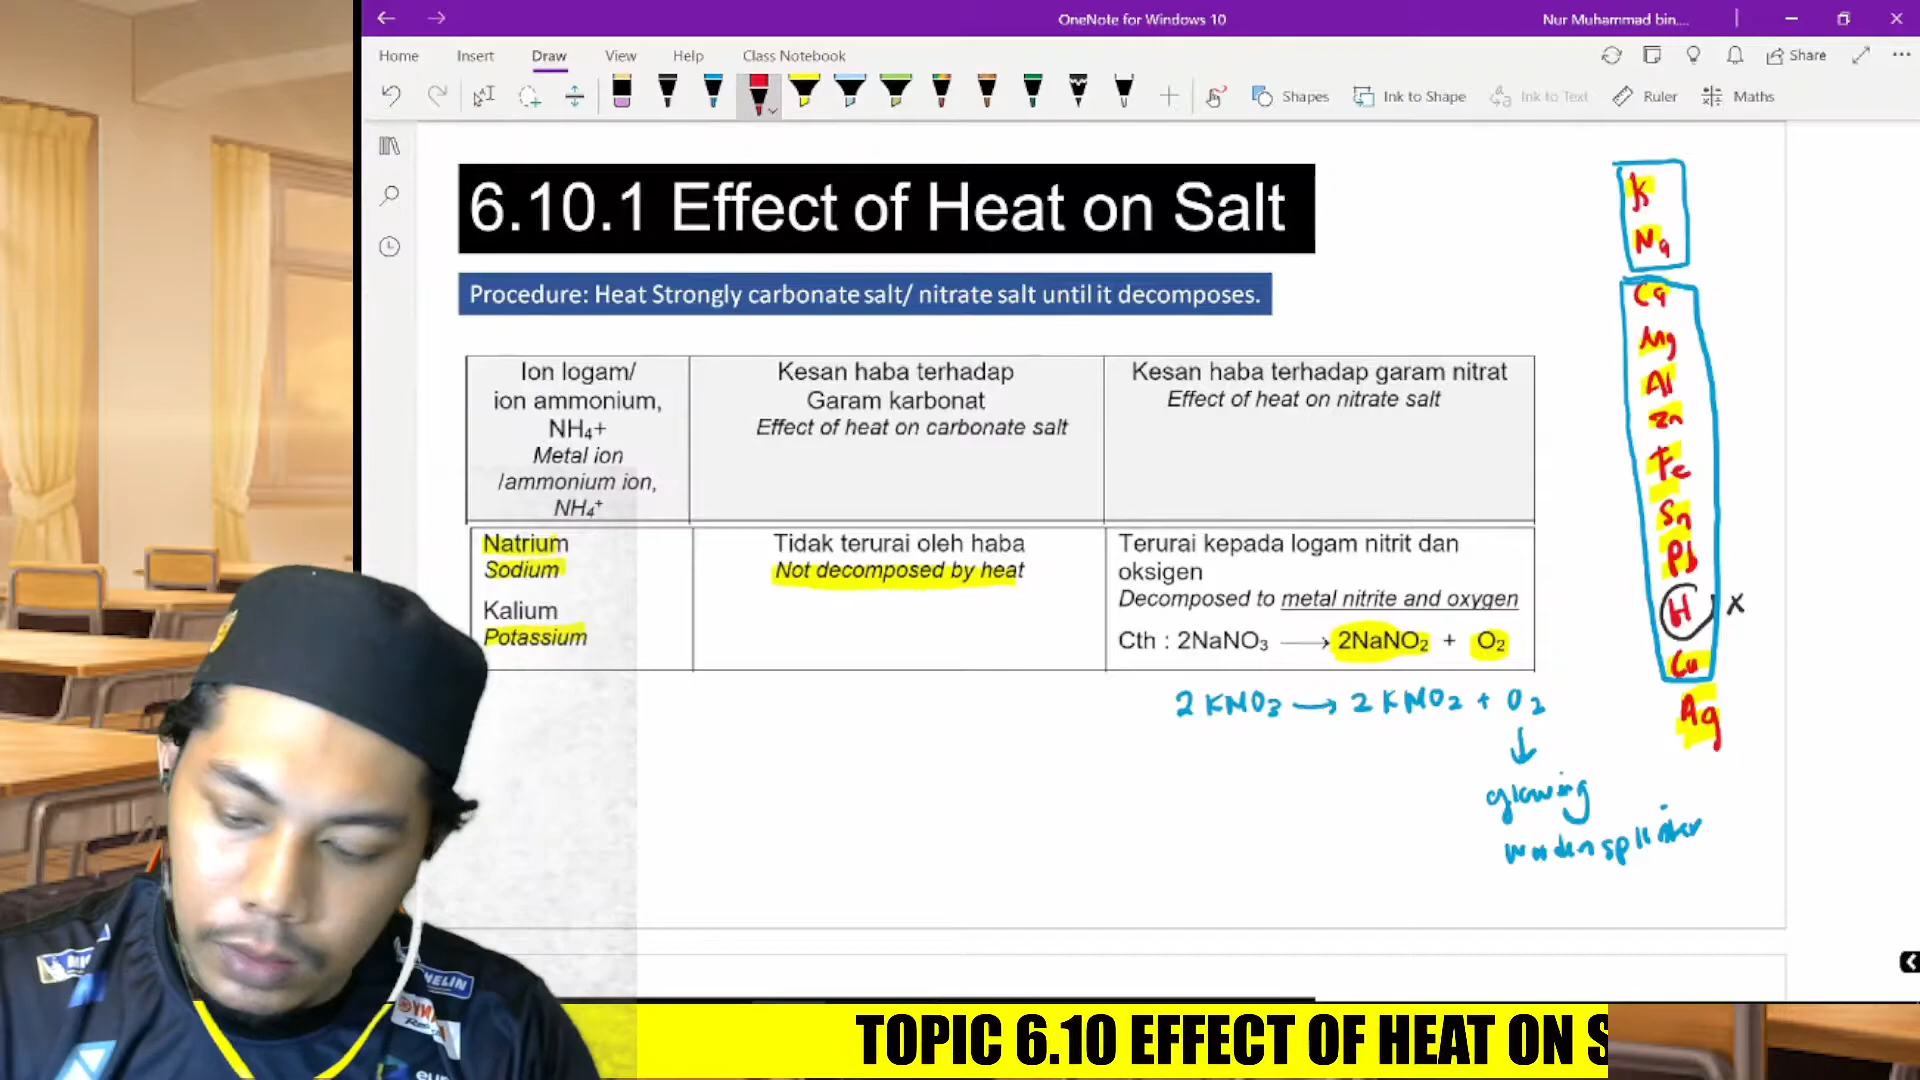 OneNote for Windows 10
Nur Muhammad bin....
Home Insert Draw View Help Class Notebook
Share
Shapes Ink to Shape Ink to Text Ruler Maths
6.10.1 Effect of Heat on Salt
Procedure: Heat Strongly carbonate salt/ nitrate salt until it decomposes.
Ion logam/
ion ammonium,
NH₄+
Metal ion
/ammonium ion,
NH₄⁺
Kesan haba terhadap
Garam karbonat
Effect of heat on carbonate salt
Kesan haba terhadap garam nitrat
Effect of heat on nitrate salt
Natrium
Sodium
Kalium
Potassium
Tidak terurai oleh haba
Not decomposed by heat
Terurai kepada logam nitrit dan
oksigen
Decomposed to metal nitrite and oxygen
Cth : 2NaNO₃ ⟶ 2NaNO₂ + O₂
2 KNO₃ → 2 KNO₂ + O₂
↓
glowing
wooden splinter
K
Na
Ca
Mg
Al
Zn
Fe
Sn
Pb
H x
Cu
Ag
TOPIC 6.10 EFFECT OF HEAT ON S